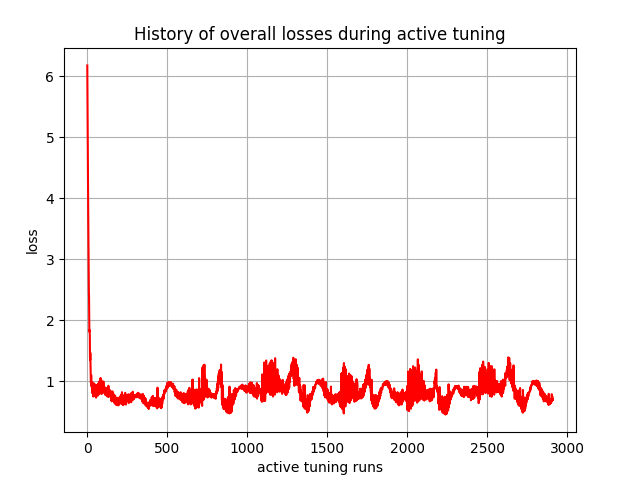 History of overall losses during active tuning
6
5
4
3
2
1
loss
0 500 1000 1500 2000 2500 3000
active tuning runs